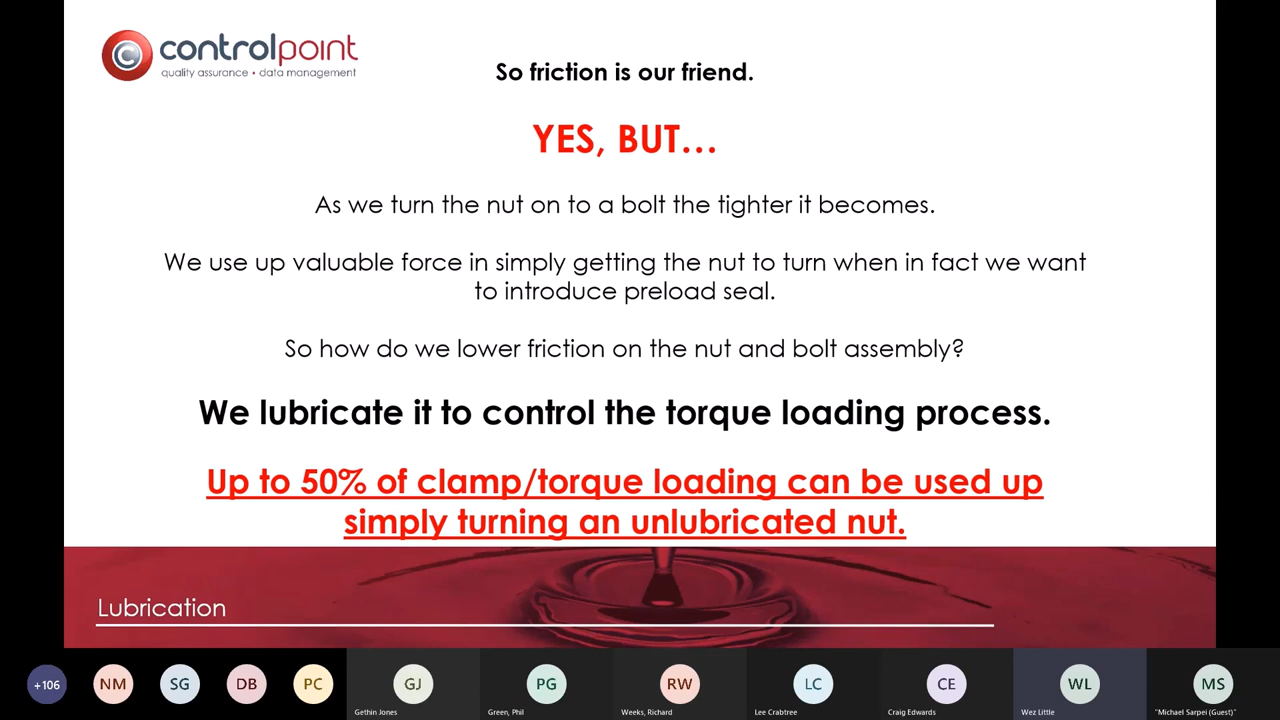 controlpoint
quality assurance • data management
So friction is our friend.
YES, BUT...
As we turn the nut on to a bolt the tighter it becomes.
We use up valuable force in simply getting the nut to turn when in fact we want
to introduce preload seal.
So how do we lower friction on the nut and bolt assembly?
We lubricate it to control the torque loading process.
Up to 50% of clamp/torque loading can be used up
simply turning an unlubricated nut.
Lubrication
+106 NM SG DB PC GJ PG RW LC CE WL MS
Gethin Jones Green, Phil Weeks, Richard Lee Crabtree Craig Edwards Wez Little "Michael Sarpei (Guest)"